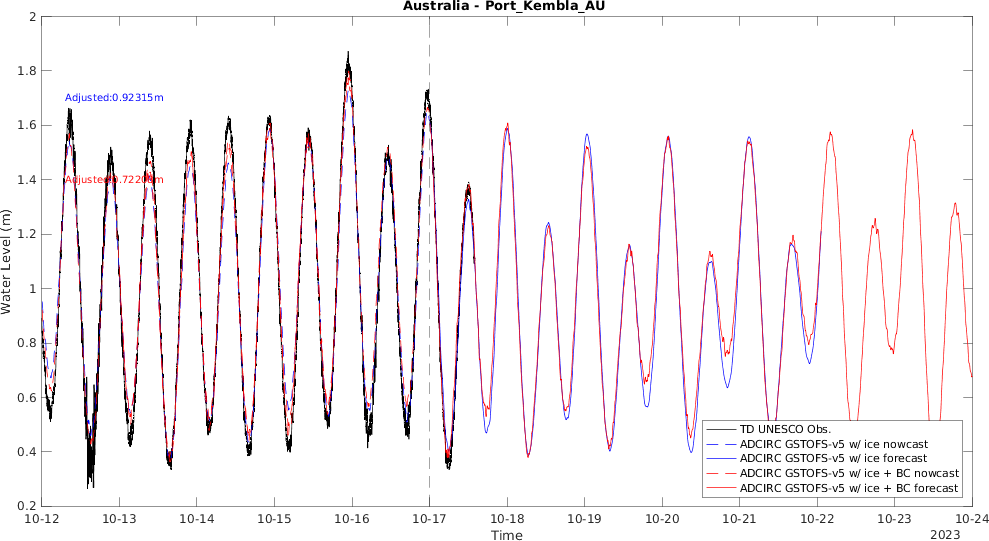 Australia - Port_Kembla_AU
2
1.8
1.6
1.4
1.2
1
0.8
0.6
0.4
0.2
Water Level (m)
Adjusted:0.92315m
TD UNESCO Obs.
ADCIRC GSTOFS-v5 w/ ice nowcast
ADCIRC GSTOFS-v5 w/ ice forecast
ADCIRC GSTOFS-v5 w/ ice + BC nowcast
ADCIRC GSTOFS-v5 w/ ice + BC forecast
10-12 10-13 10-14 10-15 10-16 10-17 10-18 10-19 10-20 10-21 10-22 10-23 10-24
Time
2023